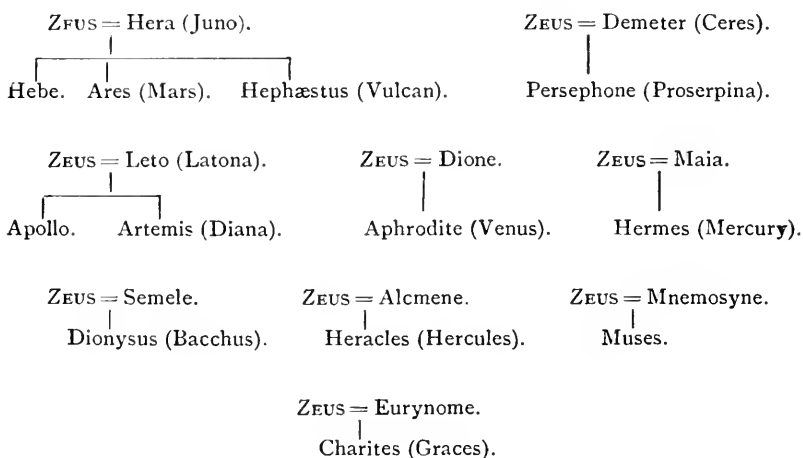 ZFUS = Hera (Juno). ZEUS = Demeter (Ceres).
Hebe. Ares (Mars). Hephæstus (Vulcan). Persephone (Proserpina).
ZEUS = Leto (Latona). ZEUS = Dione. ZEUS = Maia.
Apollo. Artemis (Diana). Aphrodite (Venus). Hermes (Mercury).
ZEUS = Semele. ZEUS = Alcmene. ZEUS = Mnemosyne.
Dionysus (Bacchus). Heracles (Hercules). Muses.
ZEUS = Eurynome.
Charites (Graces).